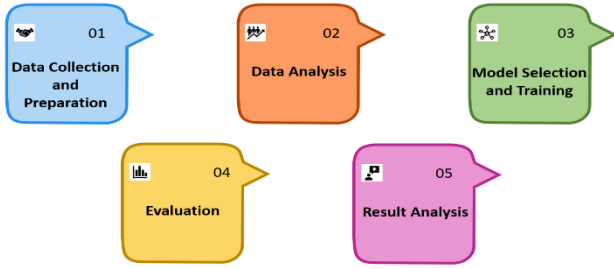 01
Data Collection
and
Preparation
02
Data Analysis
03
Model Selection
and Training
04
Evaluation
05
Result Analysis